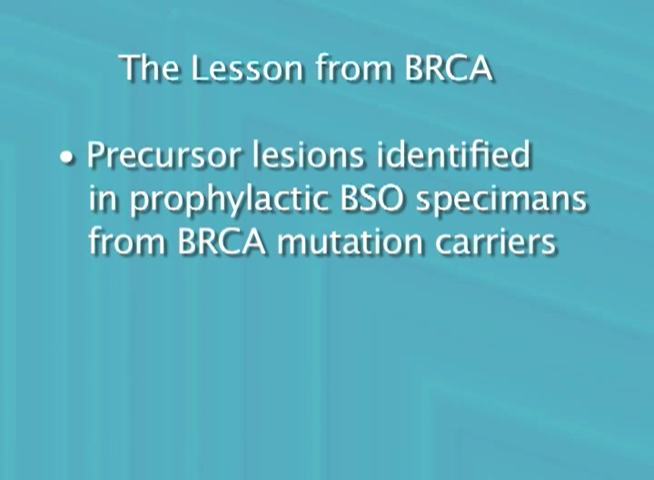 The Lesson from BRCA
• Precursor lesions identified
in prophylactic BSO specimans
from BRCA mutation carriers